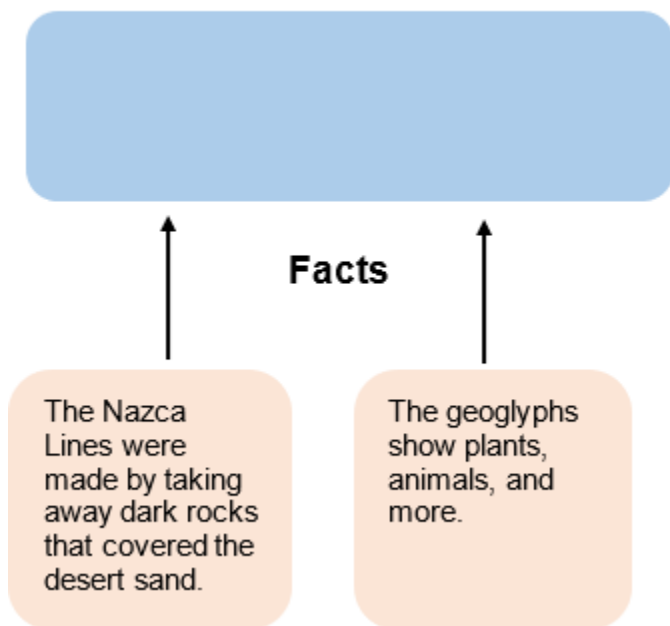 Facts
The Nazca
Lines were
made by taking
away dark rocks
that covered the
desert sand.
The geoglyphs
show plants,
animals, and
more.